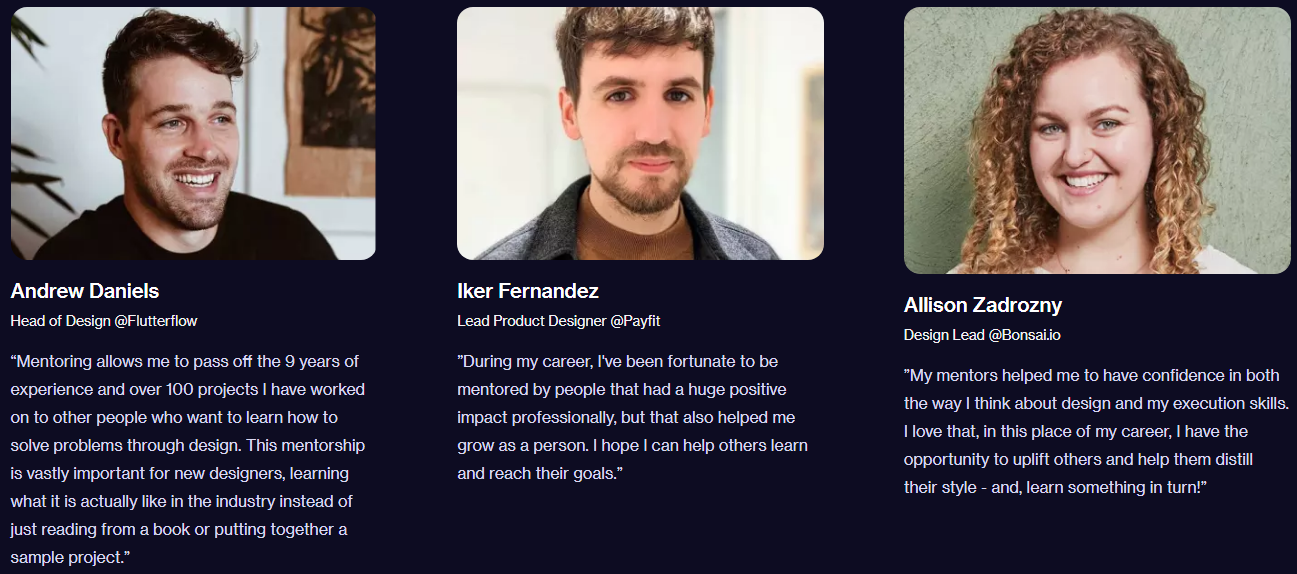 Andrew Daniels
Head of Design @Flutterflow
“Mentoring allows me to pass off the 9 years of
experience and over 100 projects I have worked
on to other people who want to learn how to
solve problems through design. This mentorship
is vastly important for new designers, learning
what it is actually like in the industry instead of
just reading from a book or putting together a
sample project.”
Iker Fernandez
Lead Product Designer @Payfit
”During my career, I've been fortunate to be
mentored by people that had a huge positive
impact professionally, but that also helped me
grow as a person. I hope I can help others learn
and reach their goals.”
Allison Zadrozny
Design Lead @Bonsai.io
”My mentors helped me to have confidence in both
the way I think about design and my execution skills.
I love that, in this place of my career, I have the
opportunity to uplift others and help them distill
their style - and, learn something in turn!”